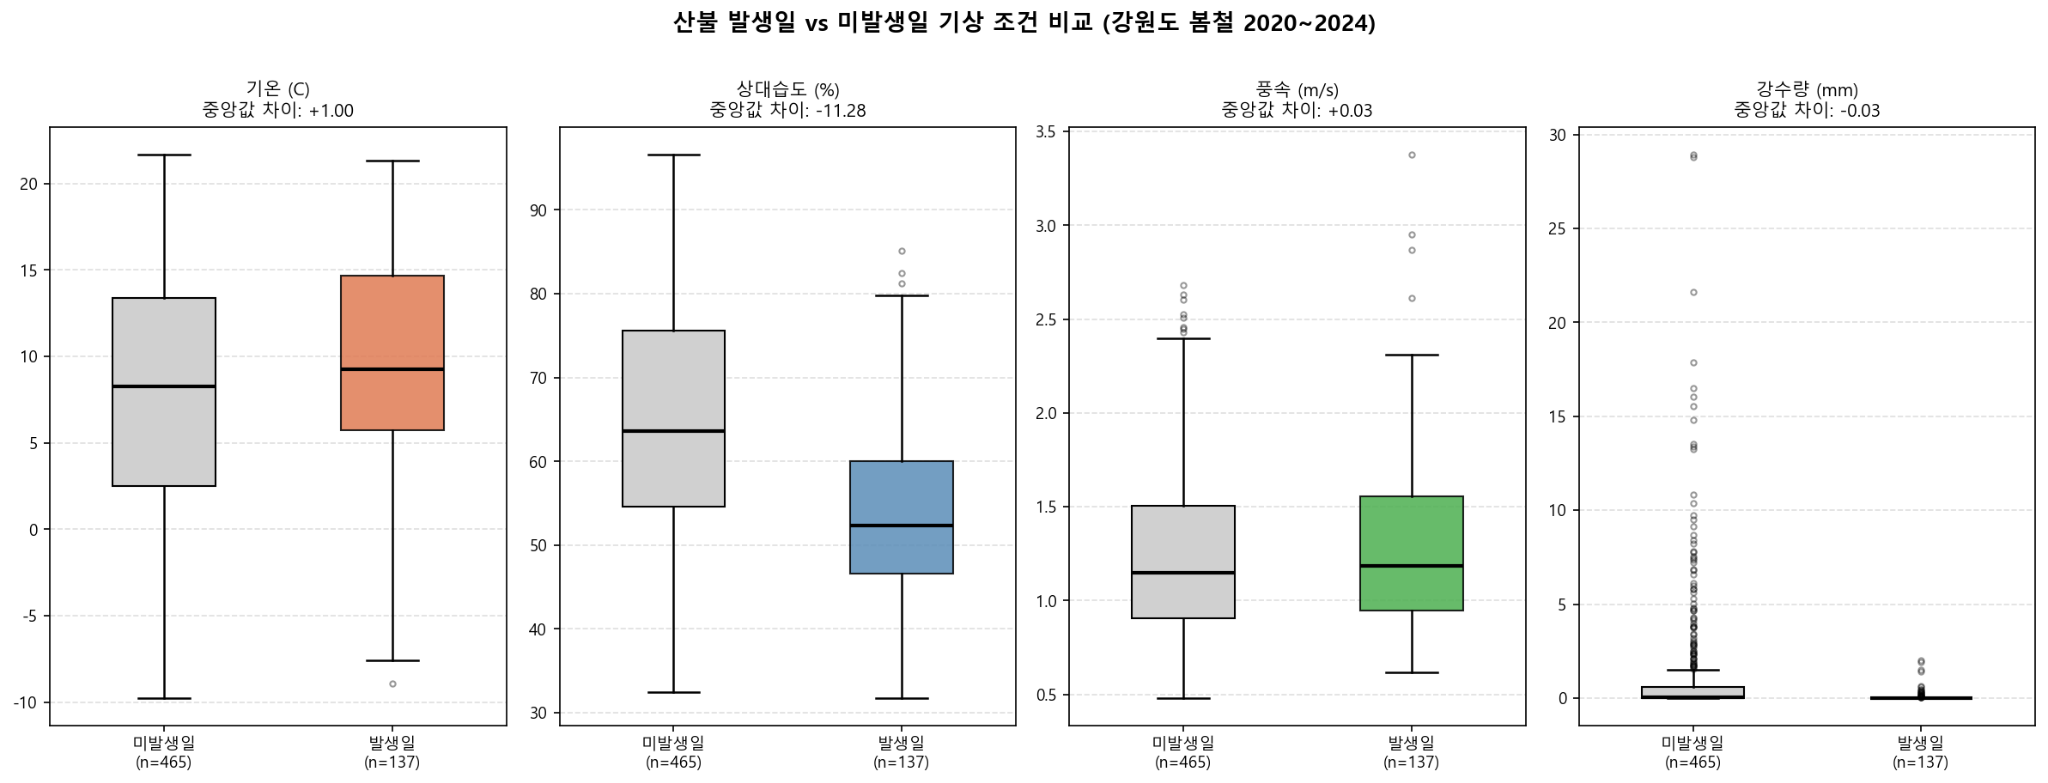 산불 발생일 vs 미발생일 기상 조건 비교 (강원도 봄철 2020~2024)
기온 (C)
중앙값 차이: +1.00
20
15
10
5
0
-5
-10
미발생일
(n=465)
발생일
(n=137)
상대습도 (%)
중앙값 차이: -11.28
90
80
70
60
50
40
30
미발생일
(n=465)
발생일
(n=137)
풍속 (m/s)
중앙값 차이: +0.03
3.5
3.0
2.5
2.0
1.5
1.0
0.5
미발생일
(n=465)
발생일
(n=137)
강수량 (mm)
중앙값 차이: -0.03
30
25
20
15
10
5
0
미발생일
(n=465)
발생일
(n=137)